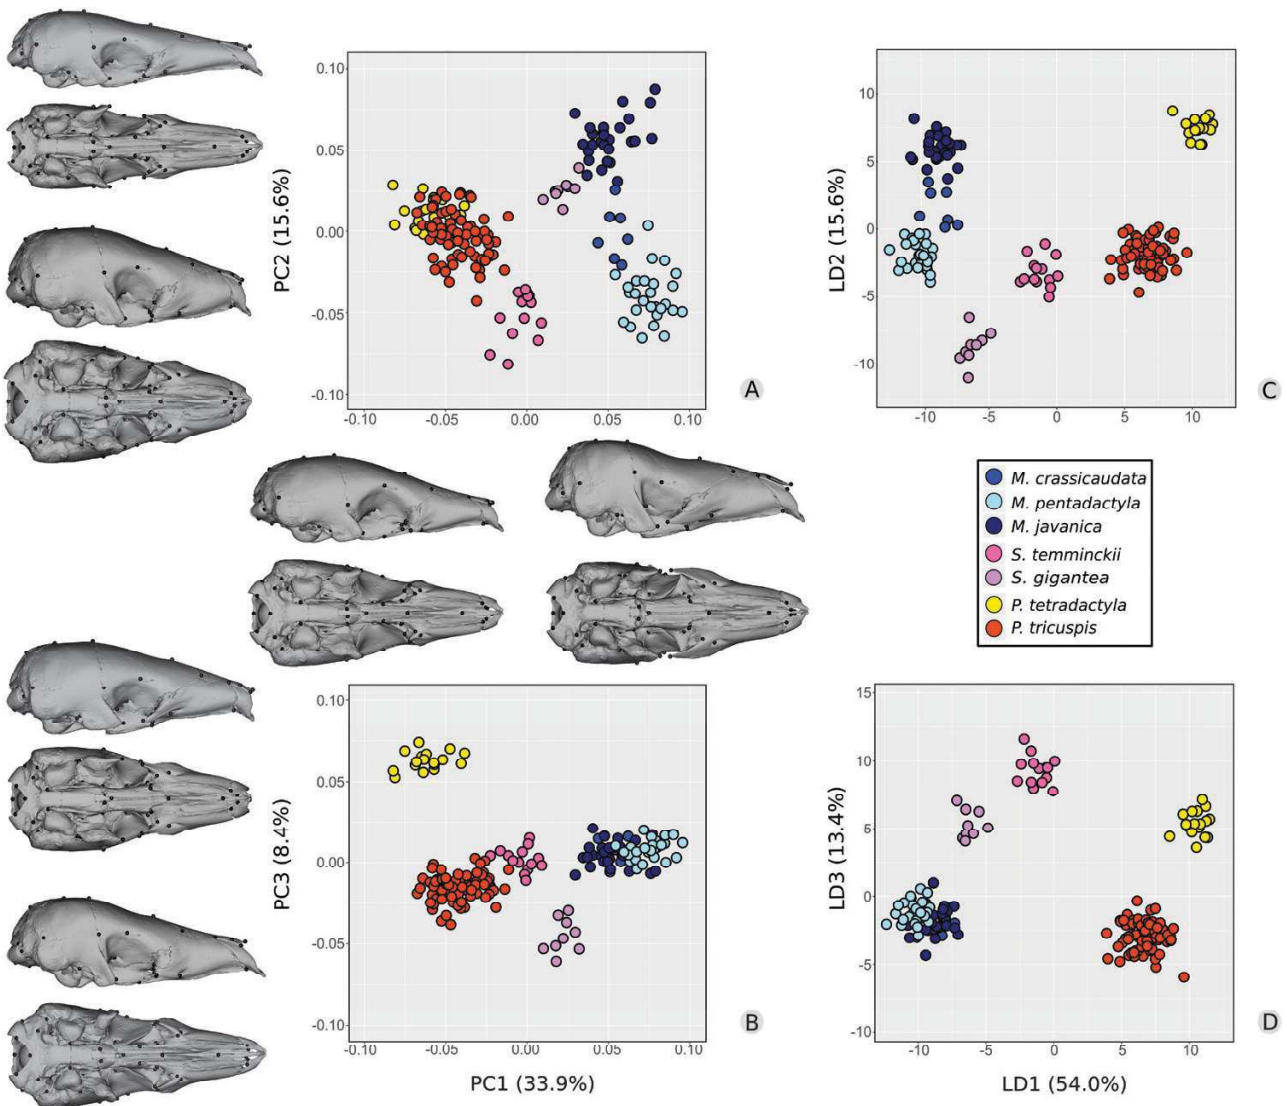 0.10
0.05
0.00
-0.05
-0.10
-0.10
-0.05
0.00
0.05
0.10
PC2 (15.6%)
A
10
5
0
-5
-10
-10
-5
0
5
10
LD2 (15.6%)
C
M. crassicaudata
M. pentadactyla
M. javanica
S. temminckii
S. gigantea
P. tetradactyla
P. tricuspis
0.10
0.05
0.00
-0.05
-0.10
-0.10
-0.05
0.00
0.05
0.10
PC3 (8.4%)
PC1 (33.9%)
B
15
10
5
0
-5
-10
-10
-5
0
5
10
LD3 (13.4%)
LD1 (54.0%)
D